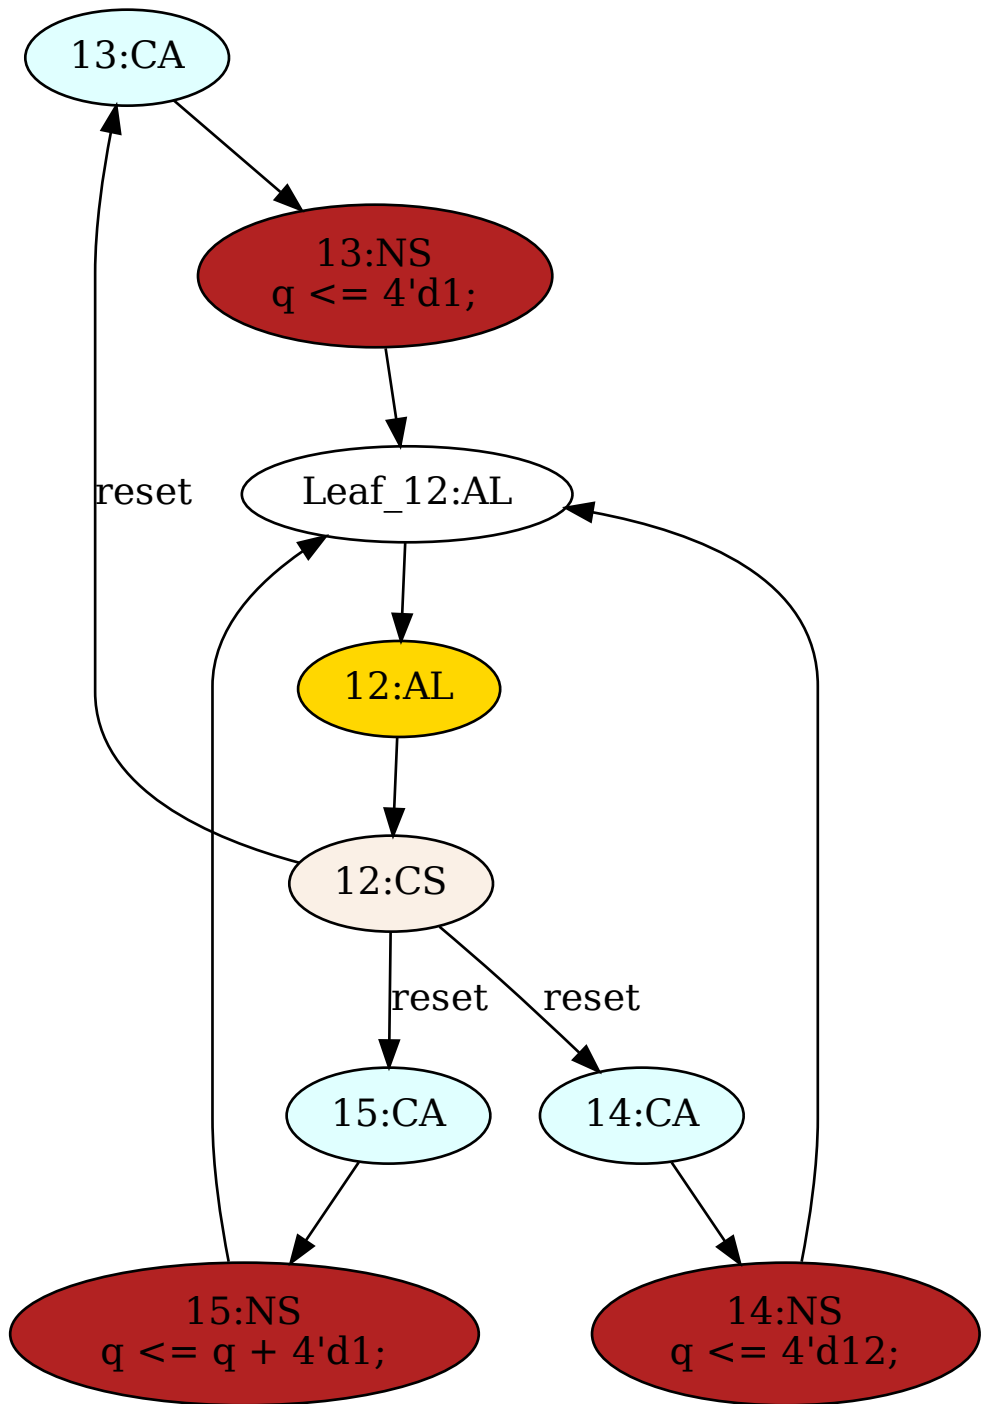 13:CA
13:NS
q <= 4'd1;
reset
Leaf_12:AL
12:AL
12:CS
reset
reset
15:CA
14:CA
15:NS
q <= q + 4'd1;
14:NS
q <= 4'd12;